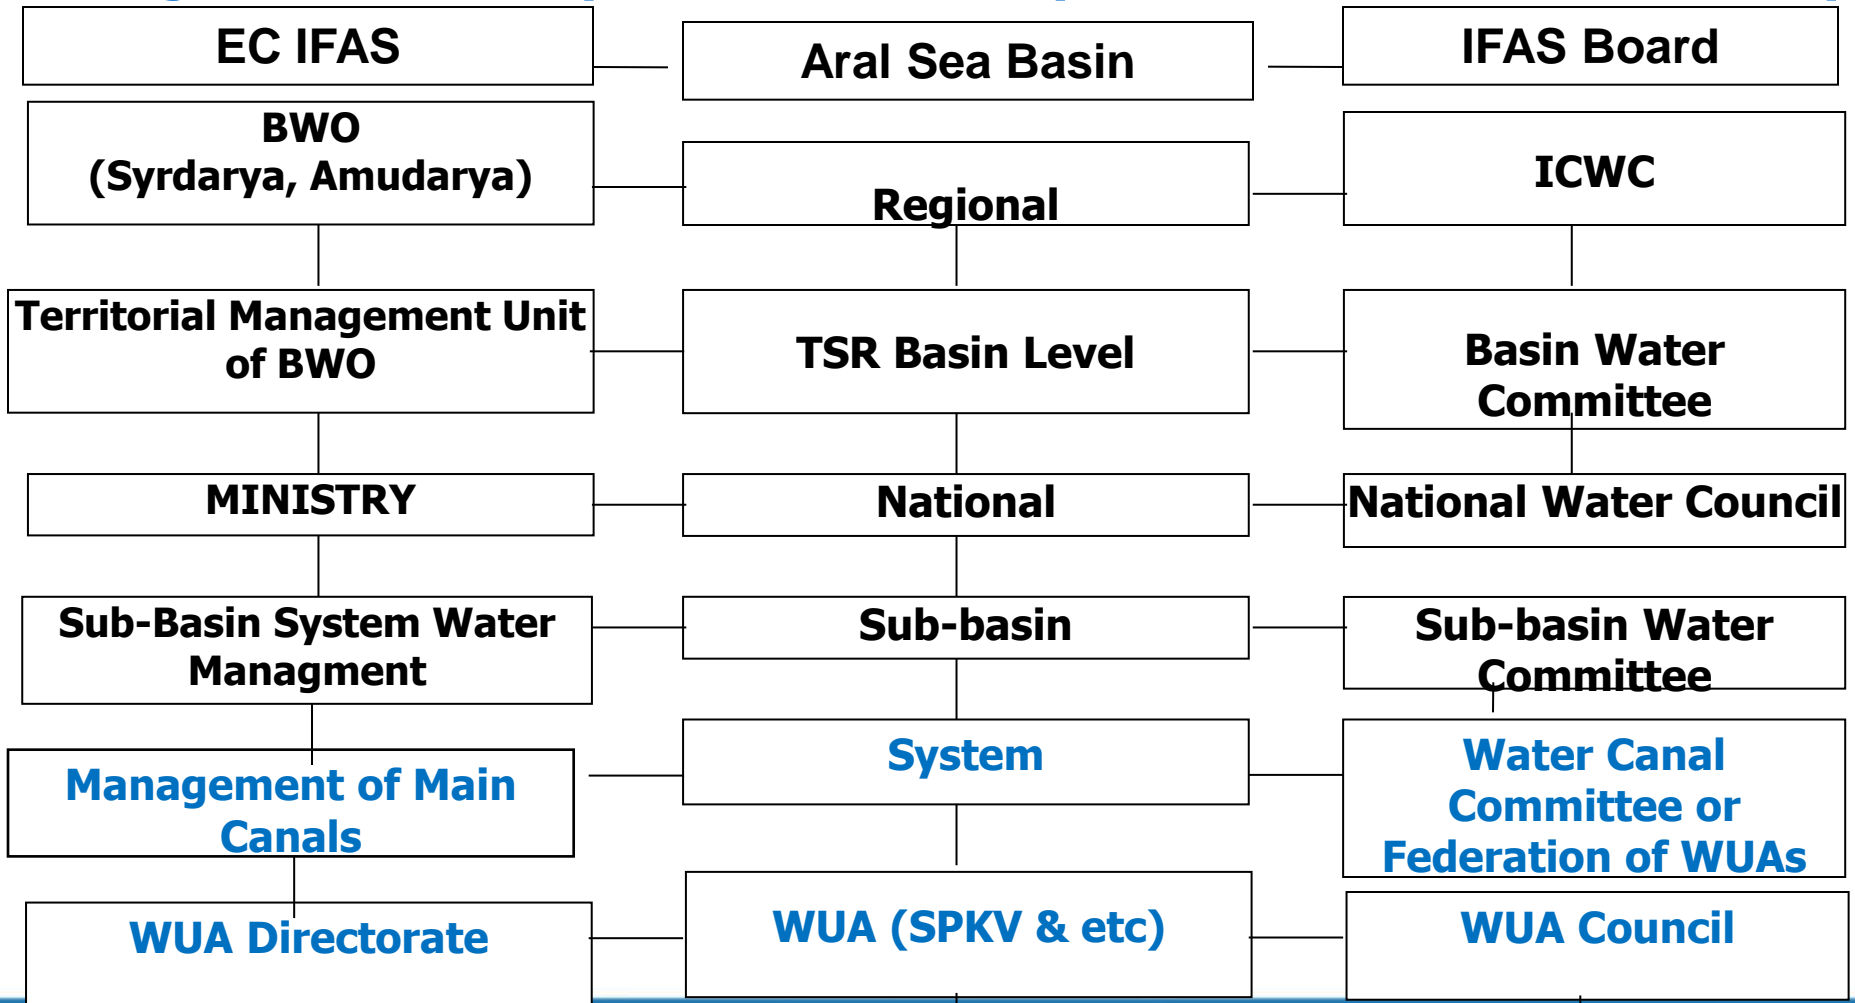 EC IFAS
Aral Sea Basin
IFAS Board
BWO
(Syrdarya, Amudarya)
Regional
ICWC
Territorial Management Unit
of BWO
TSR Basin Level
Basin Water
Committee
MINISTRY
National
National Water Council
Sub-Basin System Water
Managment
Sub-basin
Sub-basin Water
Committee
Management of Main
Canals
System
Water Canal
Committee or
Federation of WUAs
WUA Directorate
WUA (SPKV & etc)
WUA Council